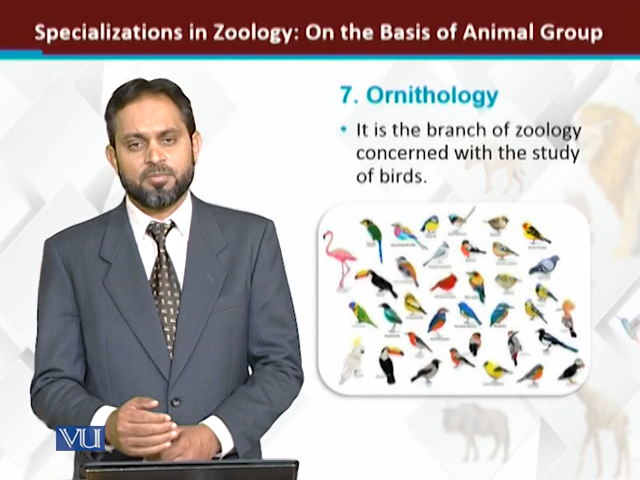 Specializations in Zoology: On the Basis of Animal Group
7. Ornithology
• It is the branch of zoology
concerned with the study
of birds.
VU